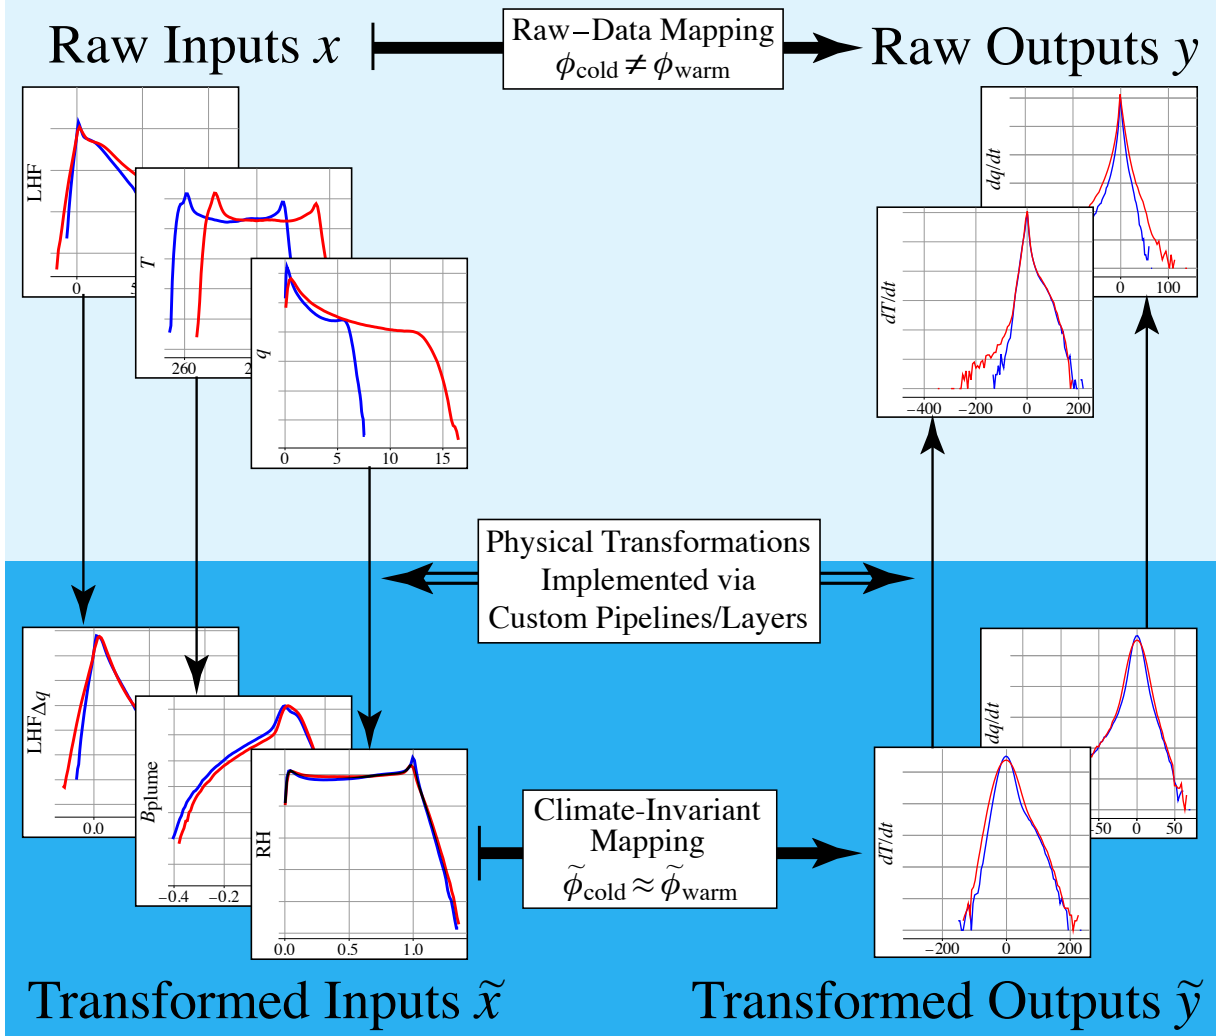 Raw Inputs x
Raw−Data Mapping
ϕcold ≠ ϕwarm
Raw Outputs y
LHF
0
T
260
q
0 5 10 15
dq/dt
0 100
dT/dt
−400 −200 0 200
Physical Transformations
Implemented via
Custom Pipelines/Layers
LHFΔq
0.0
Bplume
−0.4 −0.2
RH
0.0 0.5 1.0
Climate-Invariant
Mapping
ϕ̃cold ≈ ϕ̃warm
dq/dt
−50 0 50
dT/dt
−200 0 200
Transformed Inputs x̃
Transformed Outputs ỹ